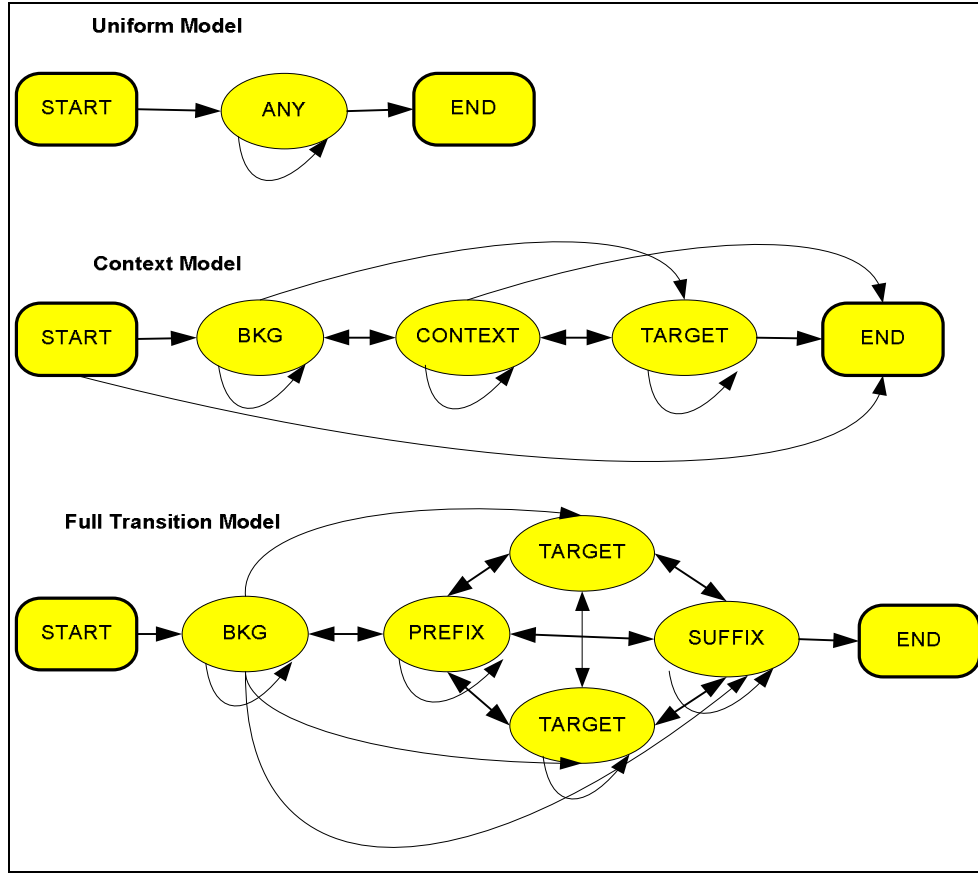 Uniform Model
START
ANY
END
Context Model
START
BKG
CONTEXT
TARGET
END
Full Transition Model
TARGET
START
BKG
PREFIX
SUFFIX
END
TARGET